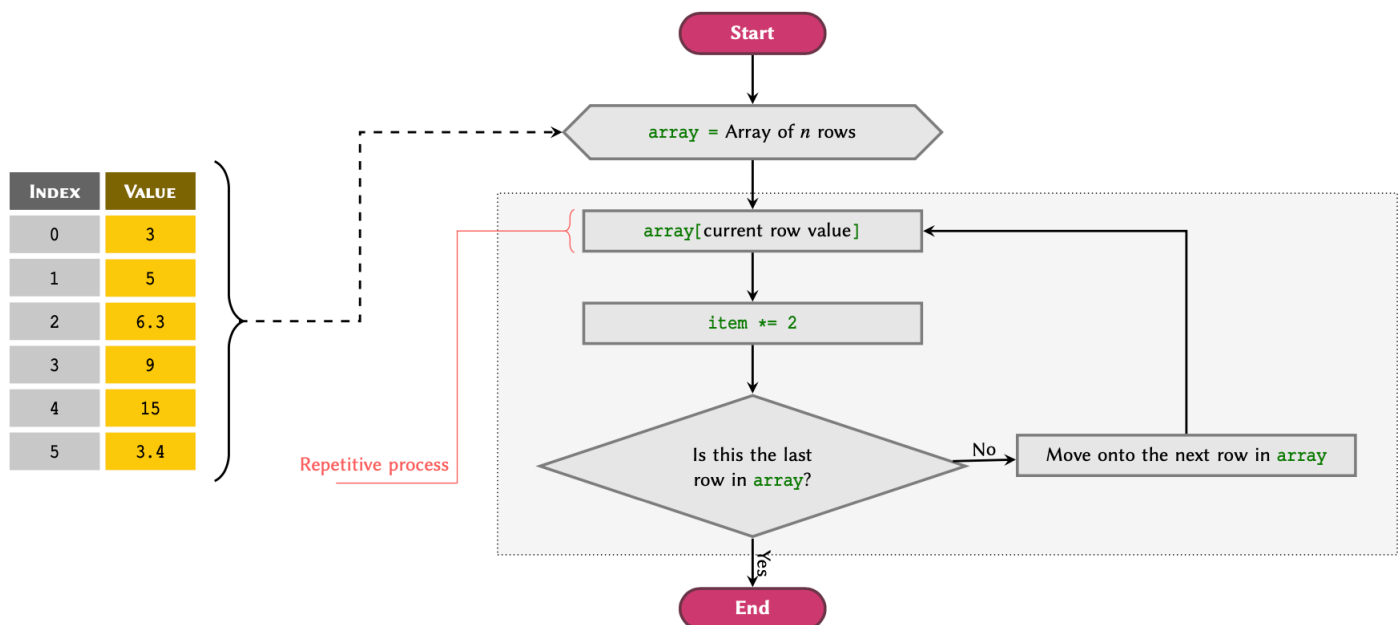 Start
array = Array of n rows
INDEX VALUE
0 3
1 5
2 6.3
3 9
4 15
5 3.4
array[current row value]
item *= 2
Repetitive process
Is this the last
row in array?
No
Move onto the next row in array
Yes
End